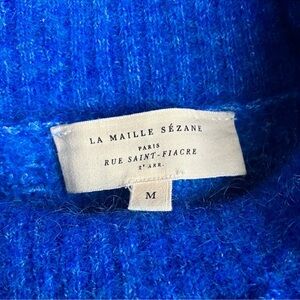 LA MAILLE SÉZANE
PARIS
RUE SAINT-FIACRE
2e ARR.
M